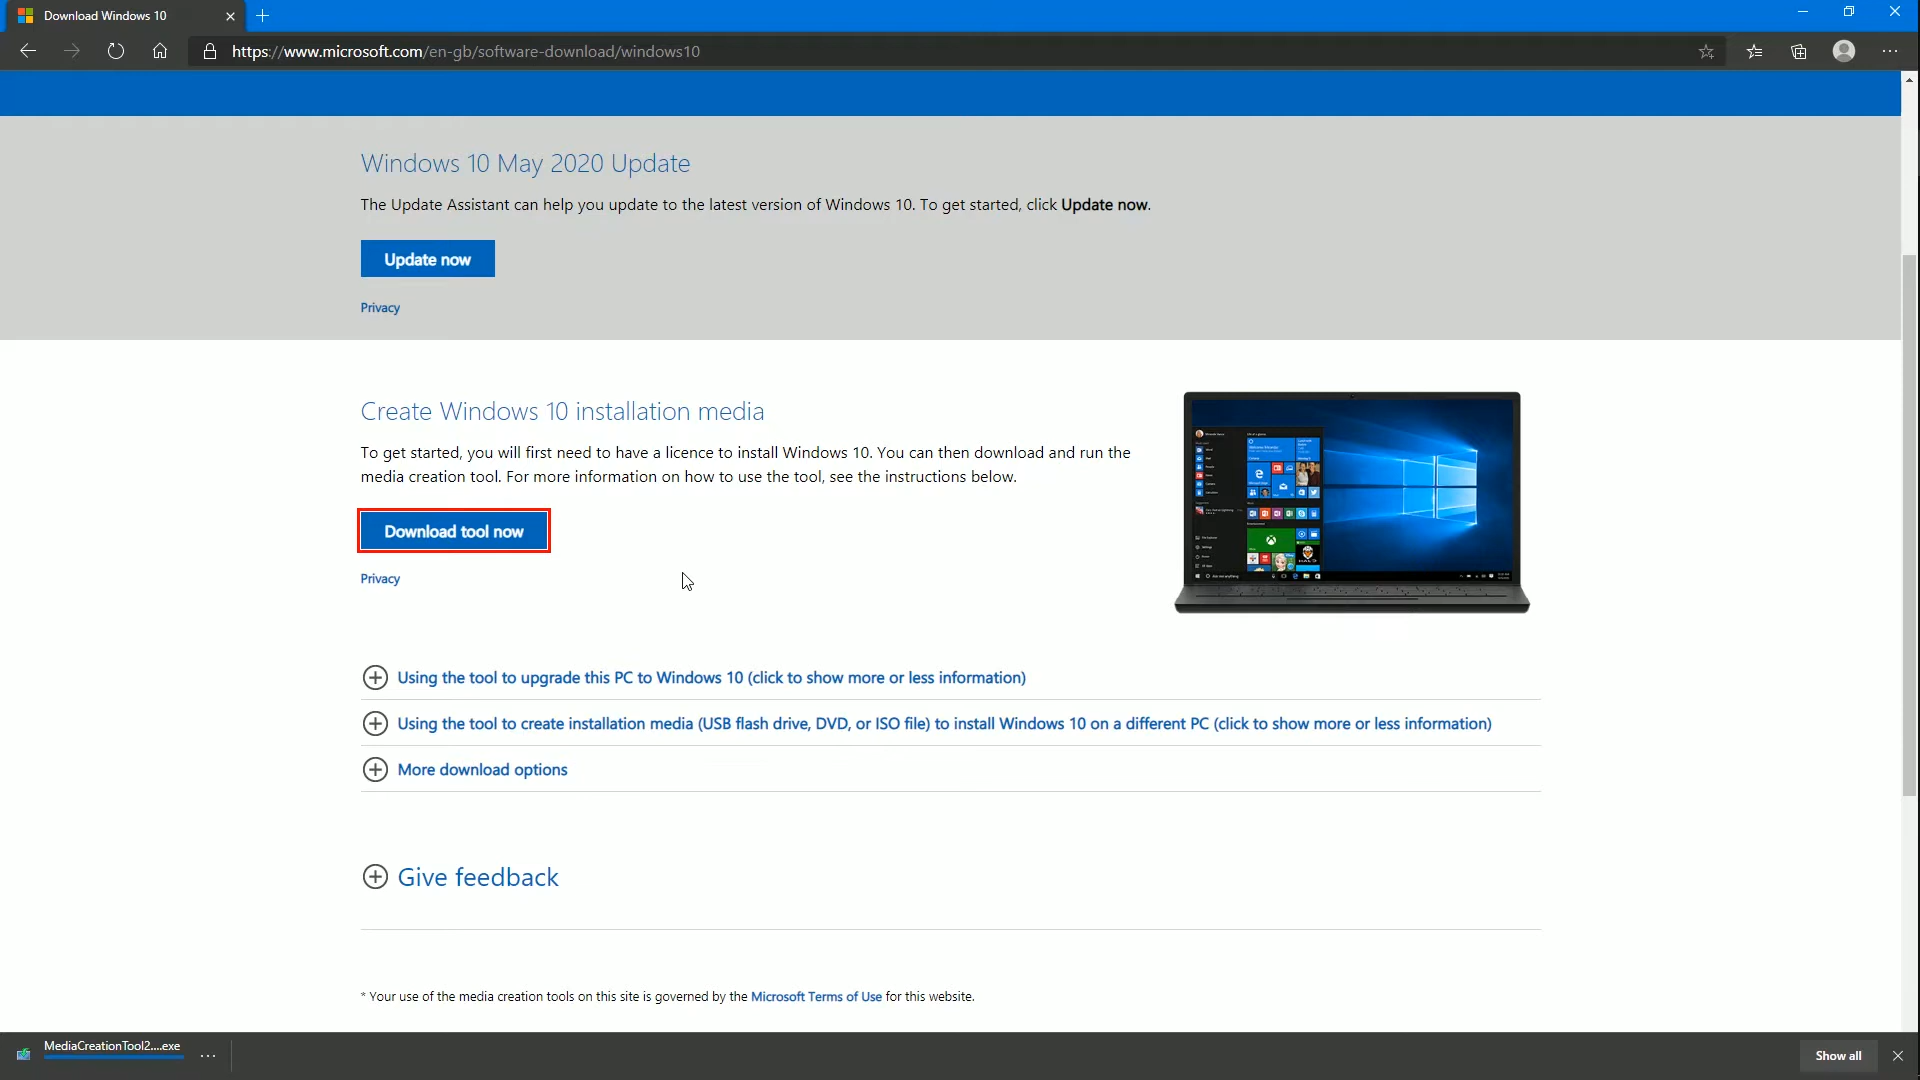 Download Windows 10
https://www.microsoft.com/en-gb/software-download/windows10
Windows 10 May 2020 Update
The Update Assistant can help you update to the latest version of Windows 10. To get started, click Update now.
Update now
Privacy
Create Windows 10 installation media
To get started, you will first need to have a licence to install Windows 10. You can then download and run the
media creation tool. For more information on how to use the tool, see the instructions below.
Download tool now
Privacy
Using the tool to upgrade this PC to Windows 10 (click to show more or less information)
Using the tool to create installation media (USB flash drive, DVD, or ISO file) to install Windows 10 on a different PC (click to show more or less information)
More download options
Give feedback
* Your use of the media creation tools on this site is governed by the Microsoft Terms of Use for this website.
MediaCreationTool2....exe
Show all